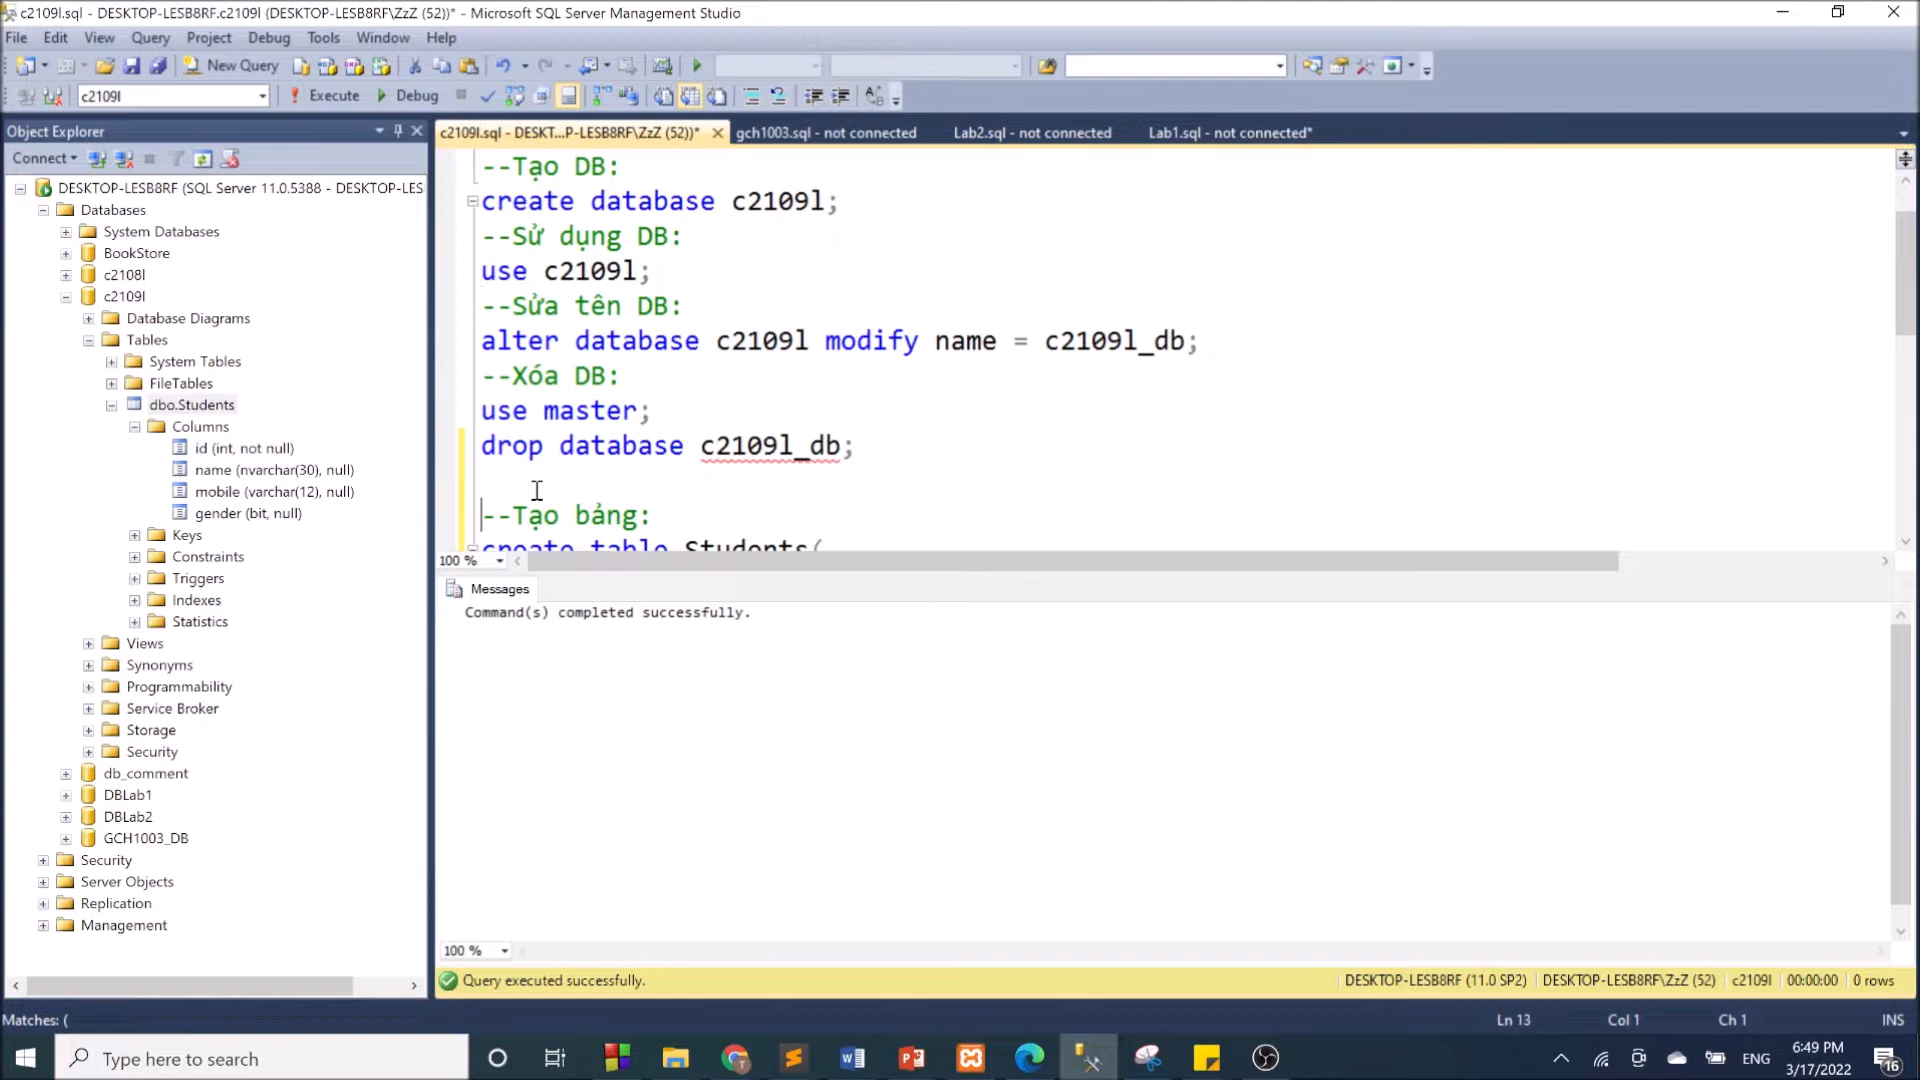 c2109l.sql - DESKTOP-LESB8RF.c2109l (DESKTOP-LESB8RF\ZzZ (52))* - Microsoft SQL Server Management Studio
File Edit View Query Project Debug Tools Window Help
New Query
c2109l Execute Debug
Object Explorer
Connect
DESKTOP-LESB8RF (SQL Server 11.0.5388 - DESKTOP-LES
Databases
System Databases
BookStore
c2108l
c2109l
Database Diagrams
Tables
System Tables
FileTables
dbo.Students
Columns
id (int, not null)
name (nvarchar(30), null)
mobile (varchar(12), null)
gender (bit, null)
Keys
Constraints
Triggers
Indexes
Statistics
Views
Synonyms
Programmability
Service Broker
Storage
Security
db_comment
DBLab1
DBLab2
GCH1003_DB
Security
Server Objects
Replication
Management
c2109l.sql - DESKT...P-LESB8RF\ZzZ (52))* gch1003.sql - not connected Lab2.sql - not connected Lab1.sql - not connected*
--Tạo DB:
create database c2109l;
--Sử dụng DB:
use c2109l;
--Sửa tên DB:
alter database c2109l modify name = c2109l_db;
--Xóa DB:
use master;
drop database c2109l_db;
--Tạo bảng:
create table Students(
100 %
Messages
Command(s) completed successfully.
100 %
Query executed successfully. DESKTOP-LESB8RF (11.0 SP2) DESKTOP-LESB8RF\ZzZ (52) c2109l 00:00:00 0 rows
Matches: ( Ln 13 Col 1 Ch 1 INS
Type here to search
ENG
6:49 PM
3/17/2022
16